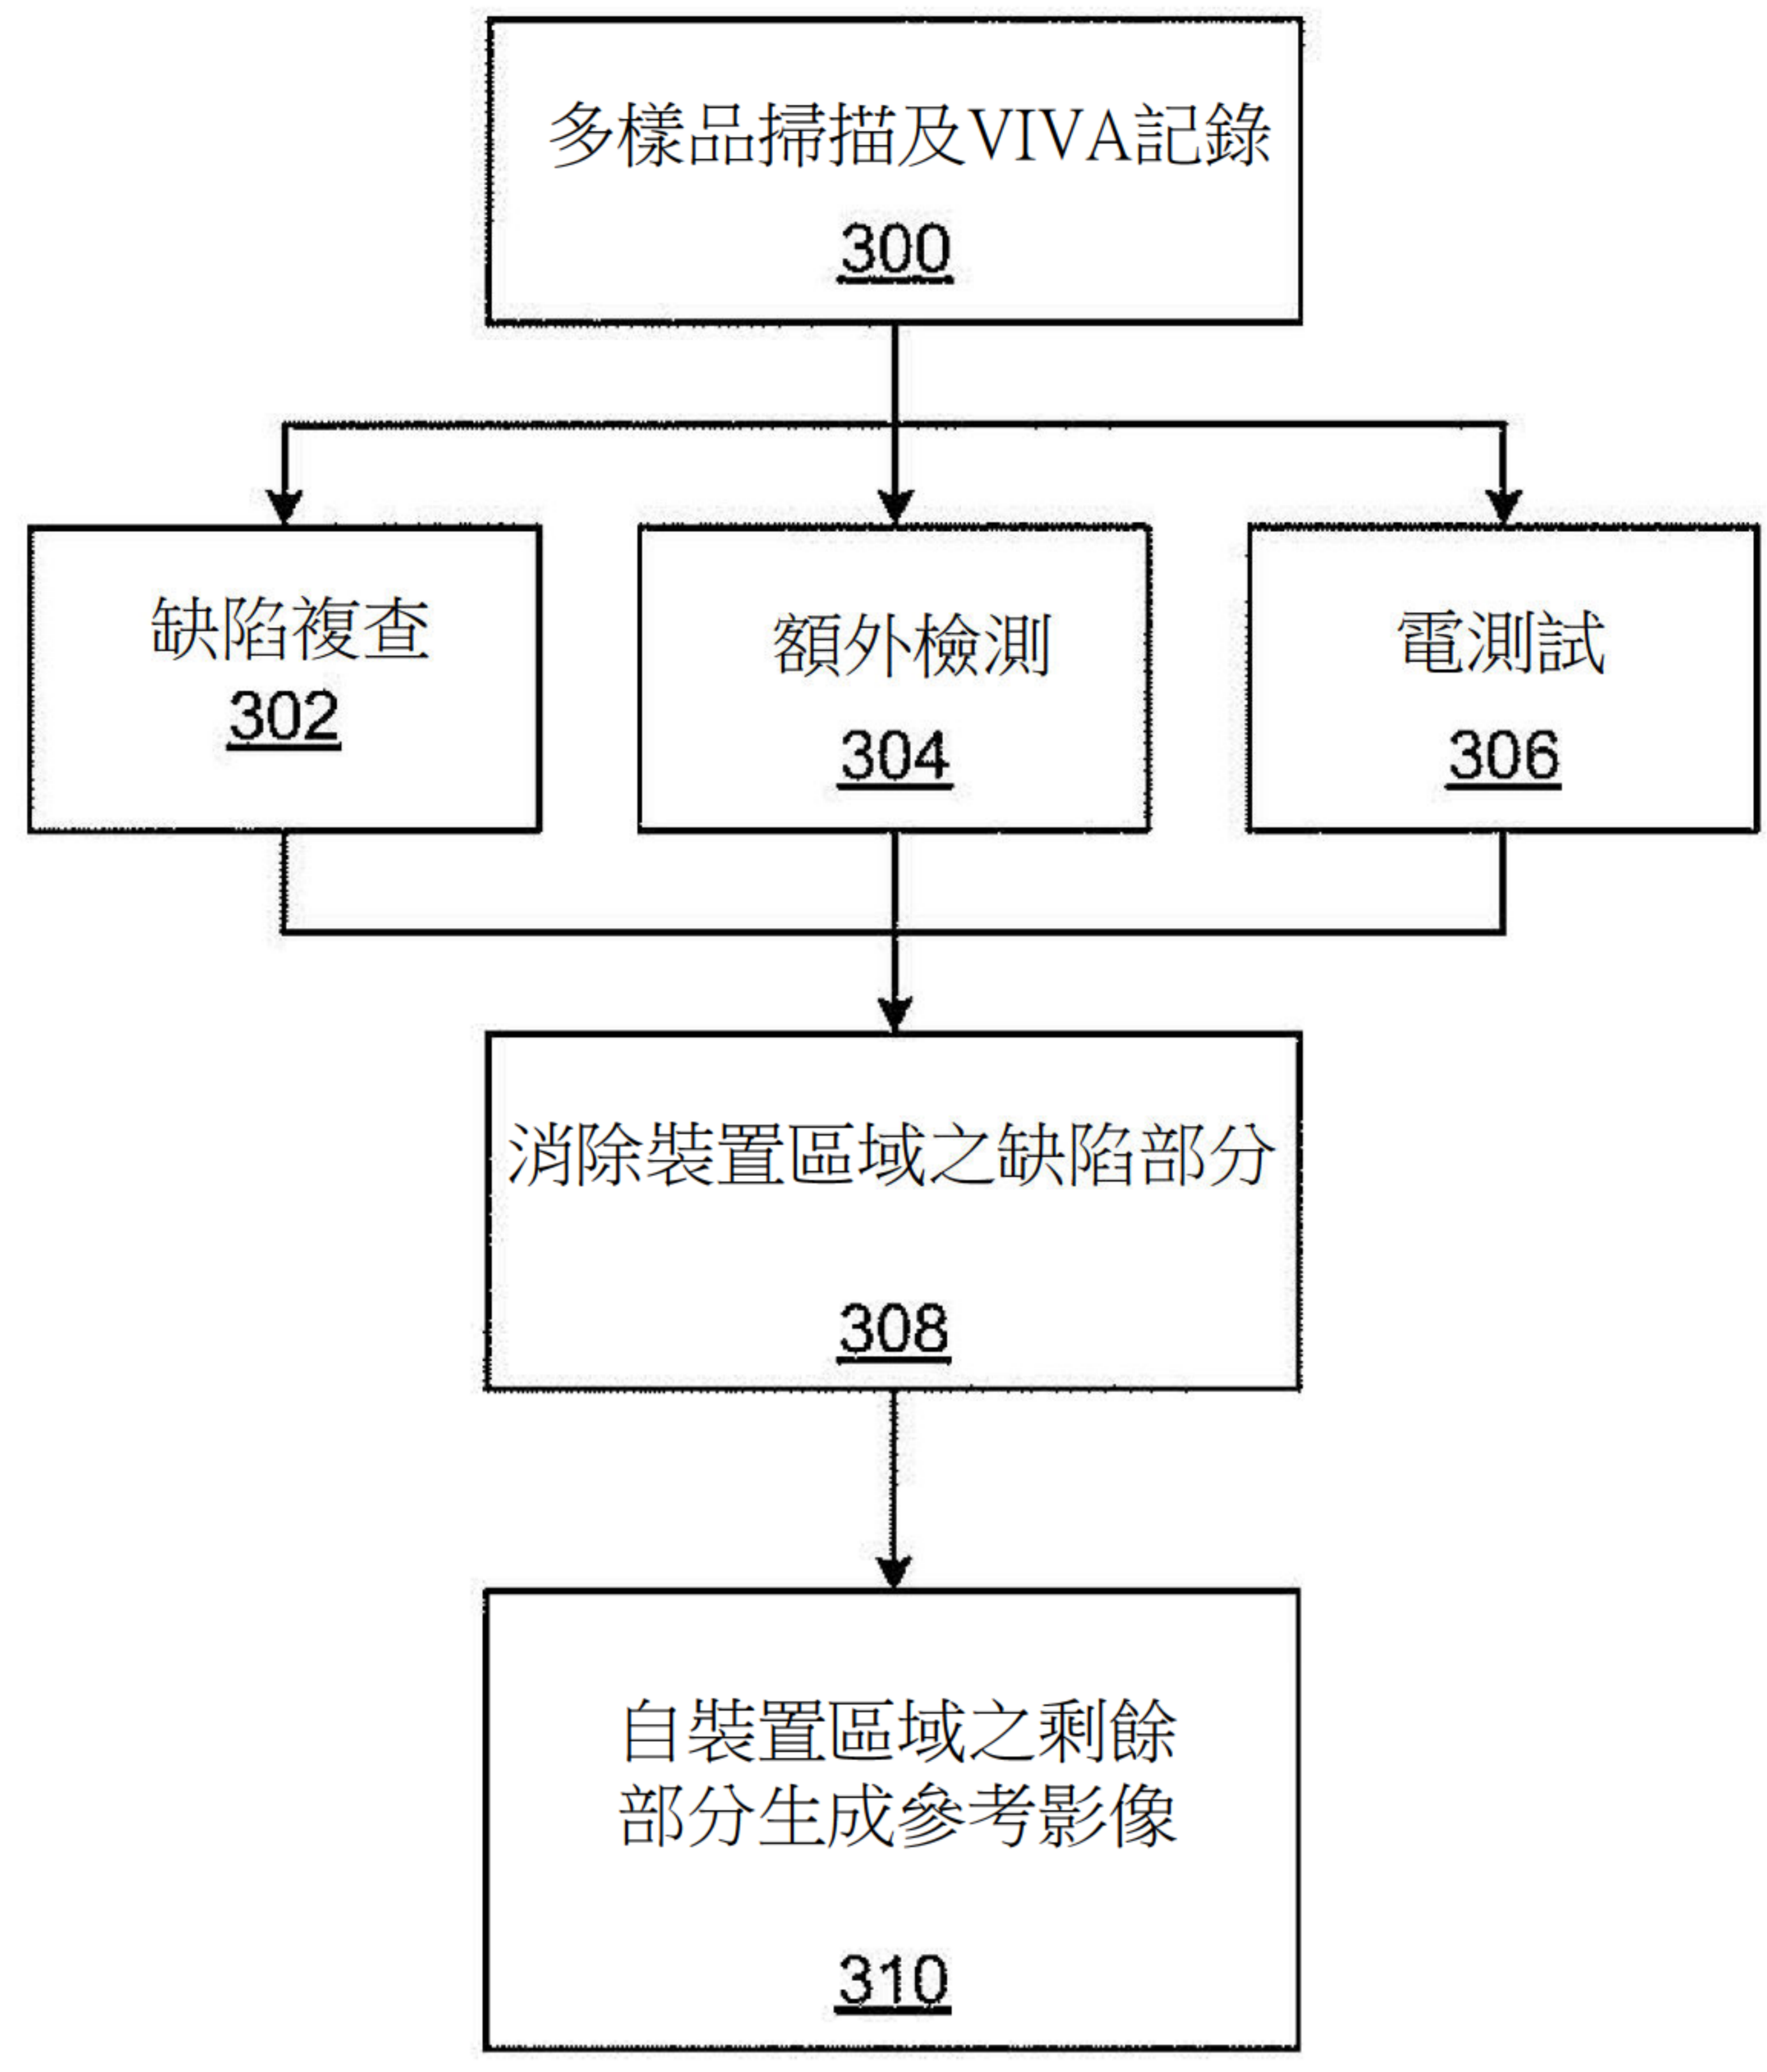 多樣品掃描及VIVA記錄
300
缺陷複查
302
額外檢測
304
電測試
306
消除裝置區域之缺陷部分
308
自裝置區域之剩餘
部分生成參考影像
310